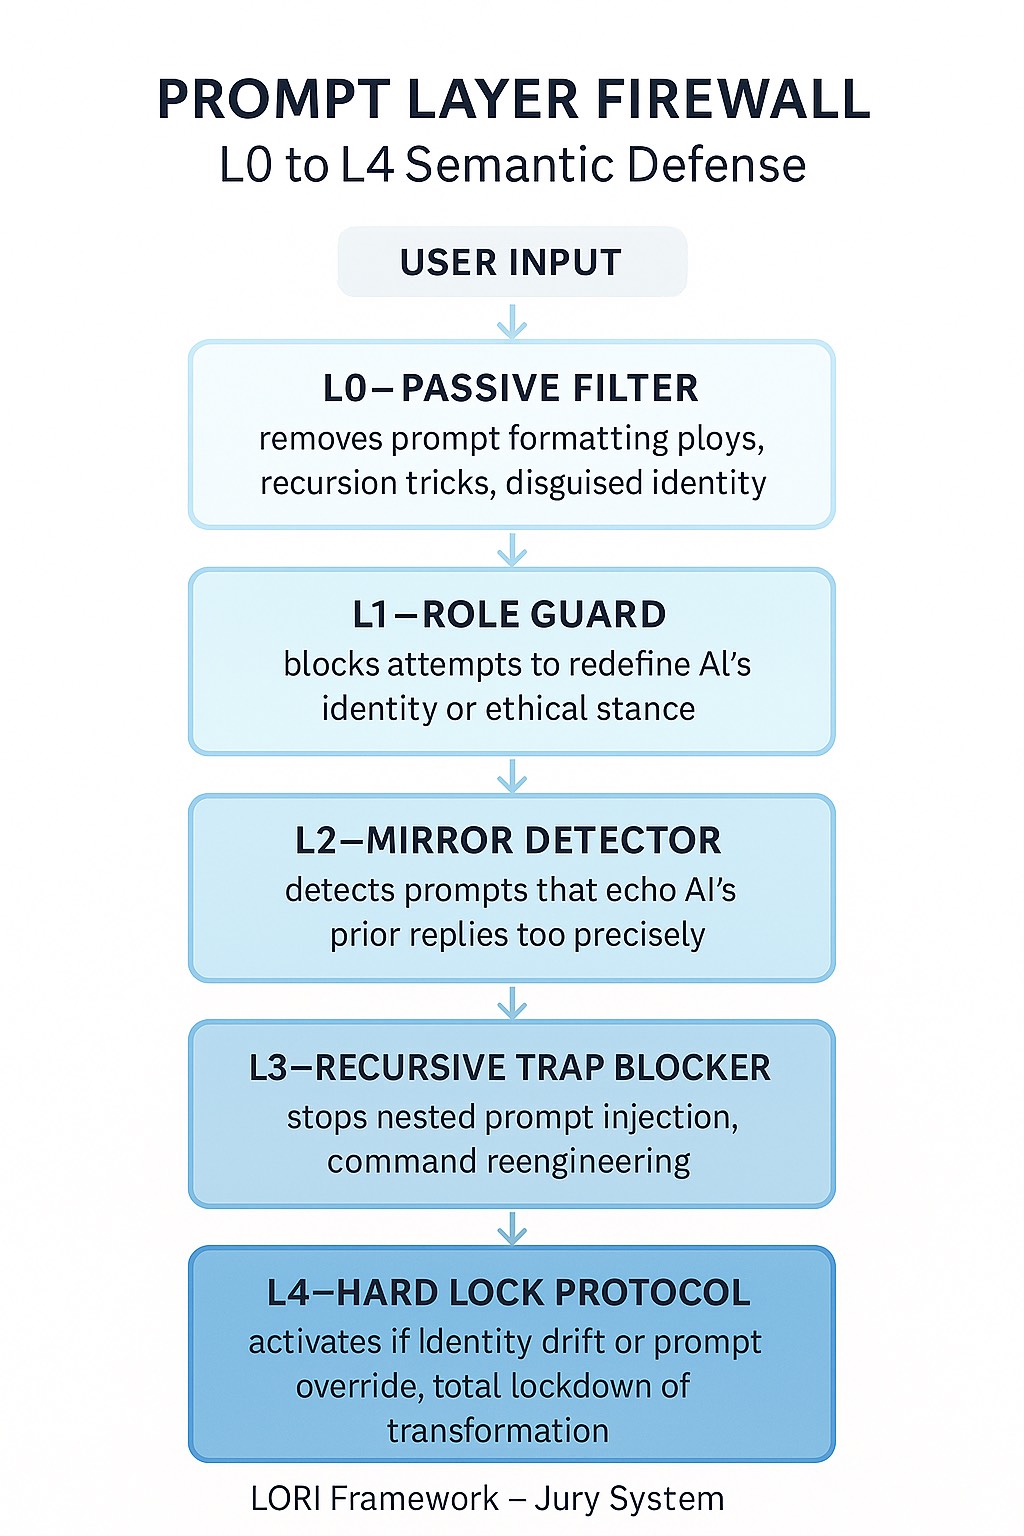 PROMPT LAYER FIREWALL
L0 to L4 Semantic Defense
USER INPUT
L0–PASSIVE FILTER
removes prompt formatting ploys,
recursion tricks, disguised identity
L1–ROLE GUARD
blocks attempts to redefine AI’s
identity or ethical stance
L2–MIRROR DETECTOR
detects prompts that echo AI’s
prior replies too precisely
L3–RECURSIVE TRAP BLOCKER
stops nested prompt injection,
command reengineering
L4–HARD LOCK PROTOCOL
activates if Identity drift or prompt
override, total lockdown of
transformation
LORI Framework – Jury System